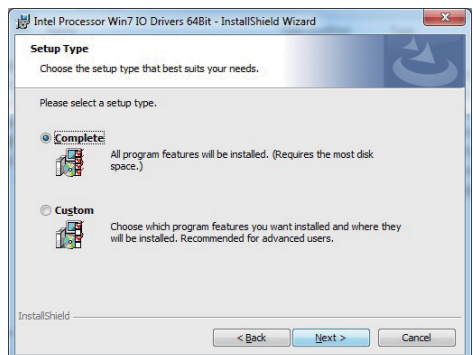 Intel Processor Win7 IO Drivers 64Bit - InstallShield Wizard
Setup Type
Choose the setup type that best suits your needs.
Please select a setup type.
Complete
All program features will be installed. (Requires the most disk
space.)
Custom
Choose which program features you want installed and where they
will be installed. Recommended for advanced users.
InstallShield
< Back Next > Cancel